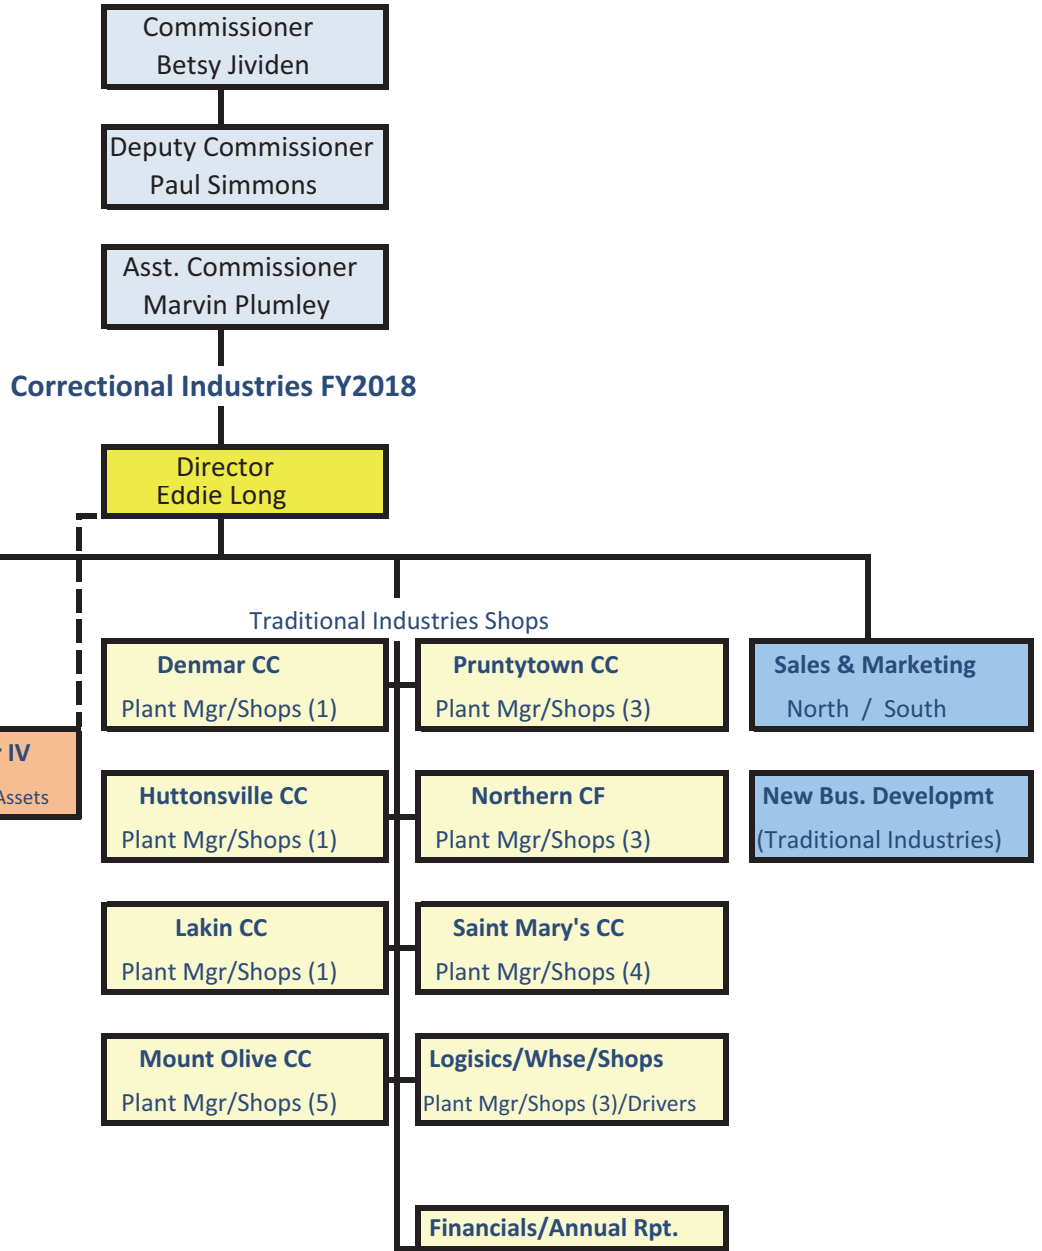 Commissioner
Betsy Jividen
Deputy Commissioner
Paul Simmons
Asst. Commissioner
Marvin Plumley
Correctional Industries FY2018
Director
Eddie Long
Traditional Industries Shops
Denmar CC
Plant Mgr/Shops (1)
Pruntytown CC
Plant Mgr/Shops (3)
Sales & Marketing
North / South
IV
Assets
Huttonsville CC
Plant Mgr/Shops (1)
Northern CF
Plant Mgr/Shops (3)
New Bus. Developmt
(Traditional Industries)
Lakin CC
Plant Mgr/Shops (1)
Saint Mary's CC
Plant Mgr/Shops (4)
Mount Olive CC
Plant Mgr/Shops (5)
Logisics/Whse/Shops
Plant Mgr/Shops (3)/Drivers
Financials/Annual Rpt.